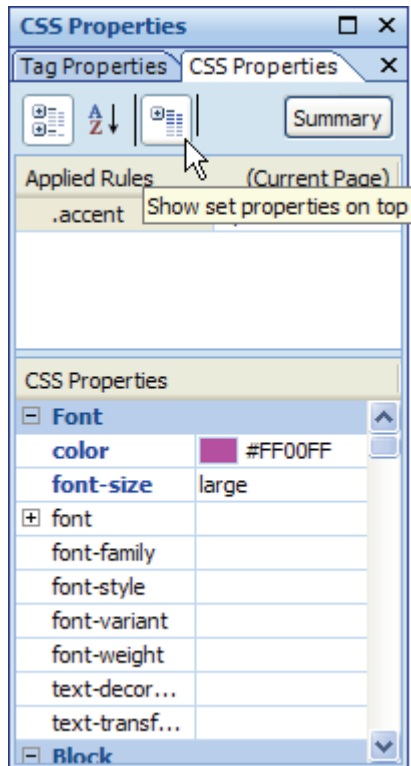 CSS Properties
Tag Properties CSS Properties
A Z Summary
Applied Rules (Current Page)
.accent Show set properties on top
CSS Properties
Font
color #FF00FF
font-size large
font
font-family
font-style
font-variant
font-weight
text-decor...
text-transf...
Block